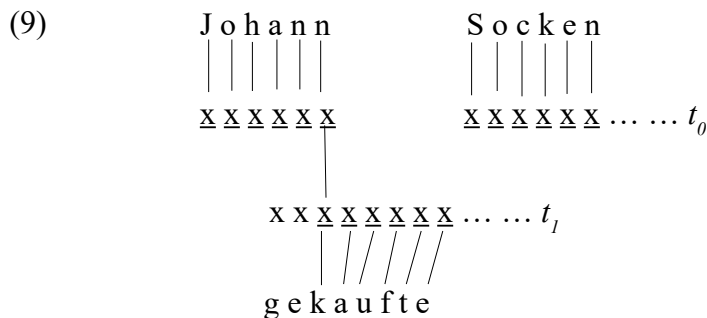 (9) J o h a n n S o c k e n
x x x x x x x x x x x x … … t₀
x x x x x x x x … … t₁
g e k a u f t e